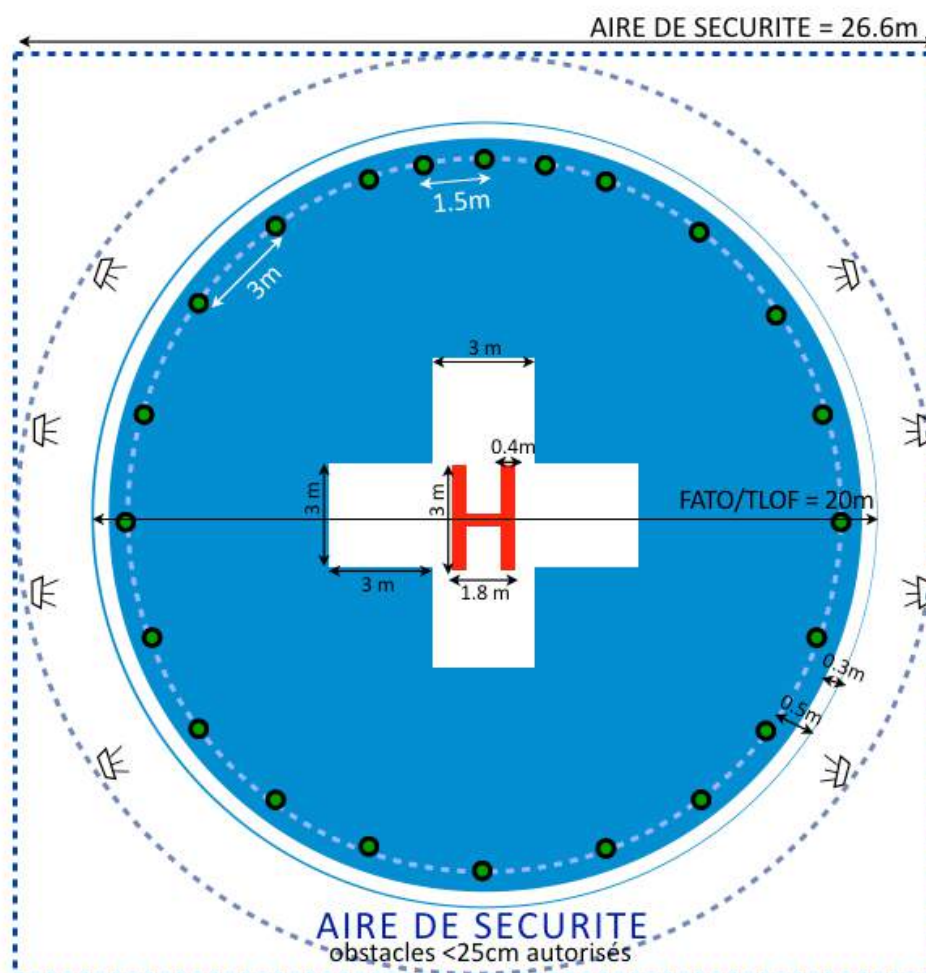 AIRE DE SECURITE = 26.6m
1.5m
3m
3 m
0.4m
3 m
3 m
FATO/TLOF = 20m
3 m
1.8 m
H
0.3m
0.5m
AIRE DE SECURITE
obstacles <25cm autorisés